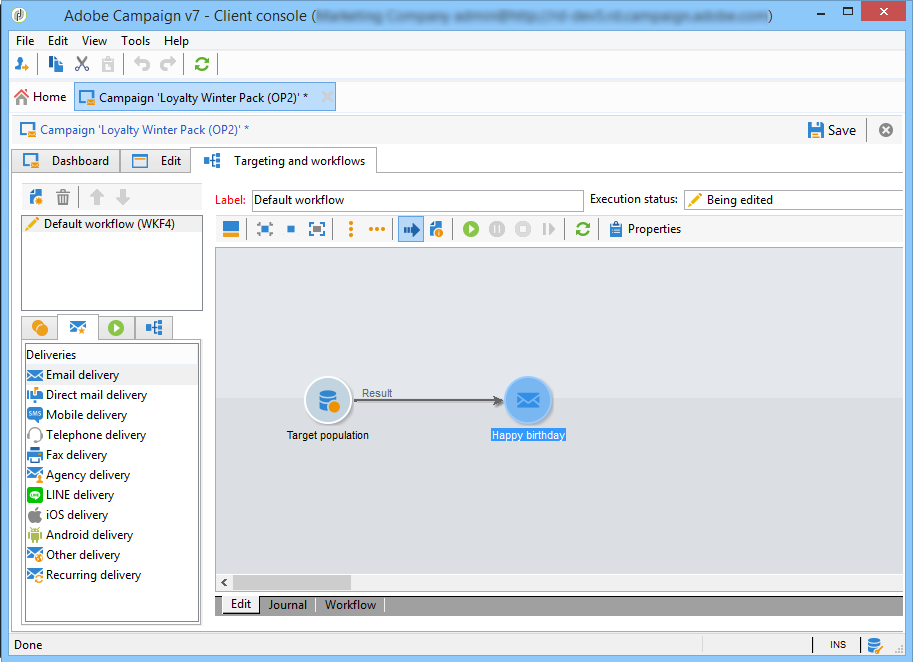 Adobe Campaign v7 - Client console (
File Edit View Tools Help
Home Campaign 'Loyalty Winter Pack (OP2)' *
Campaign 'Loyalty Winter Pack (OP2)' * Save
Dashboard Edit Targeting and workflows
Label: Default workflow Execution status: Being edited
Default workflow (WKF4)
Properties
Deliveries
Email delivery
Direct mail delivery
SMS Mobile delivery
Telephone delivery
Fax delivery
Agency delivery
LINE delivery
iOS delivery
Android delivery
Other delivery
Recurring delivery
Result
Target population
Happy birthday
Edit Journal Workflow
Done INS